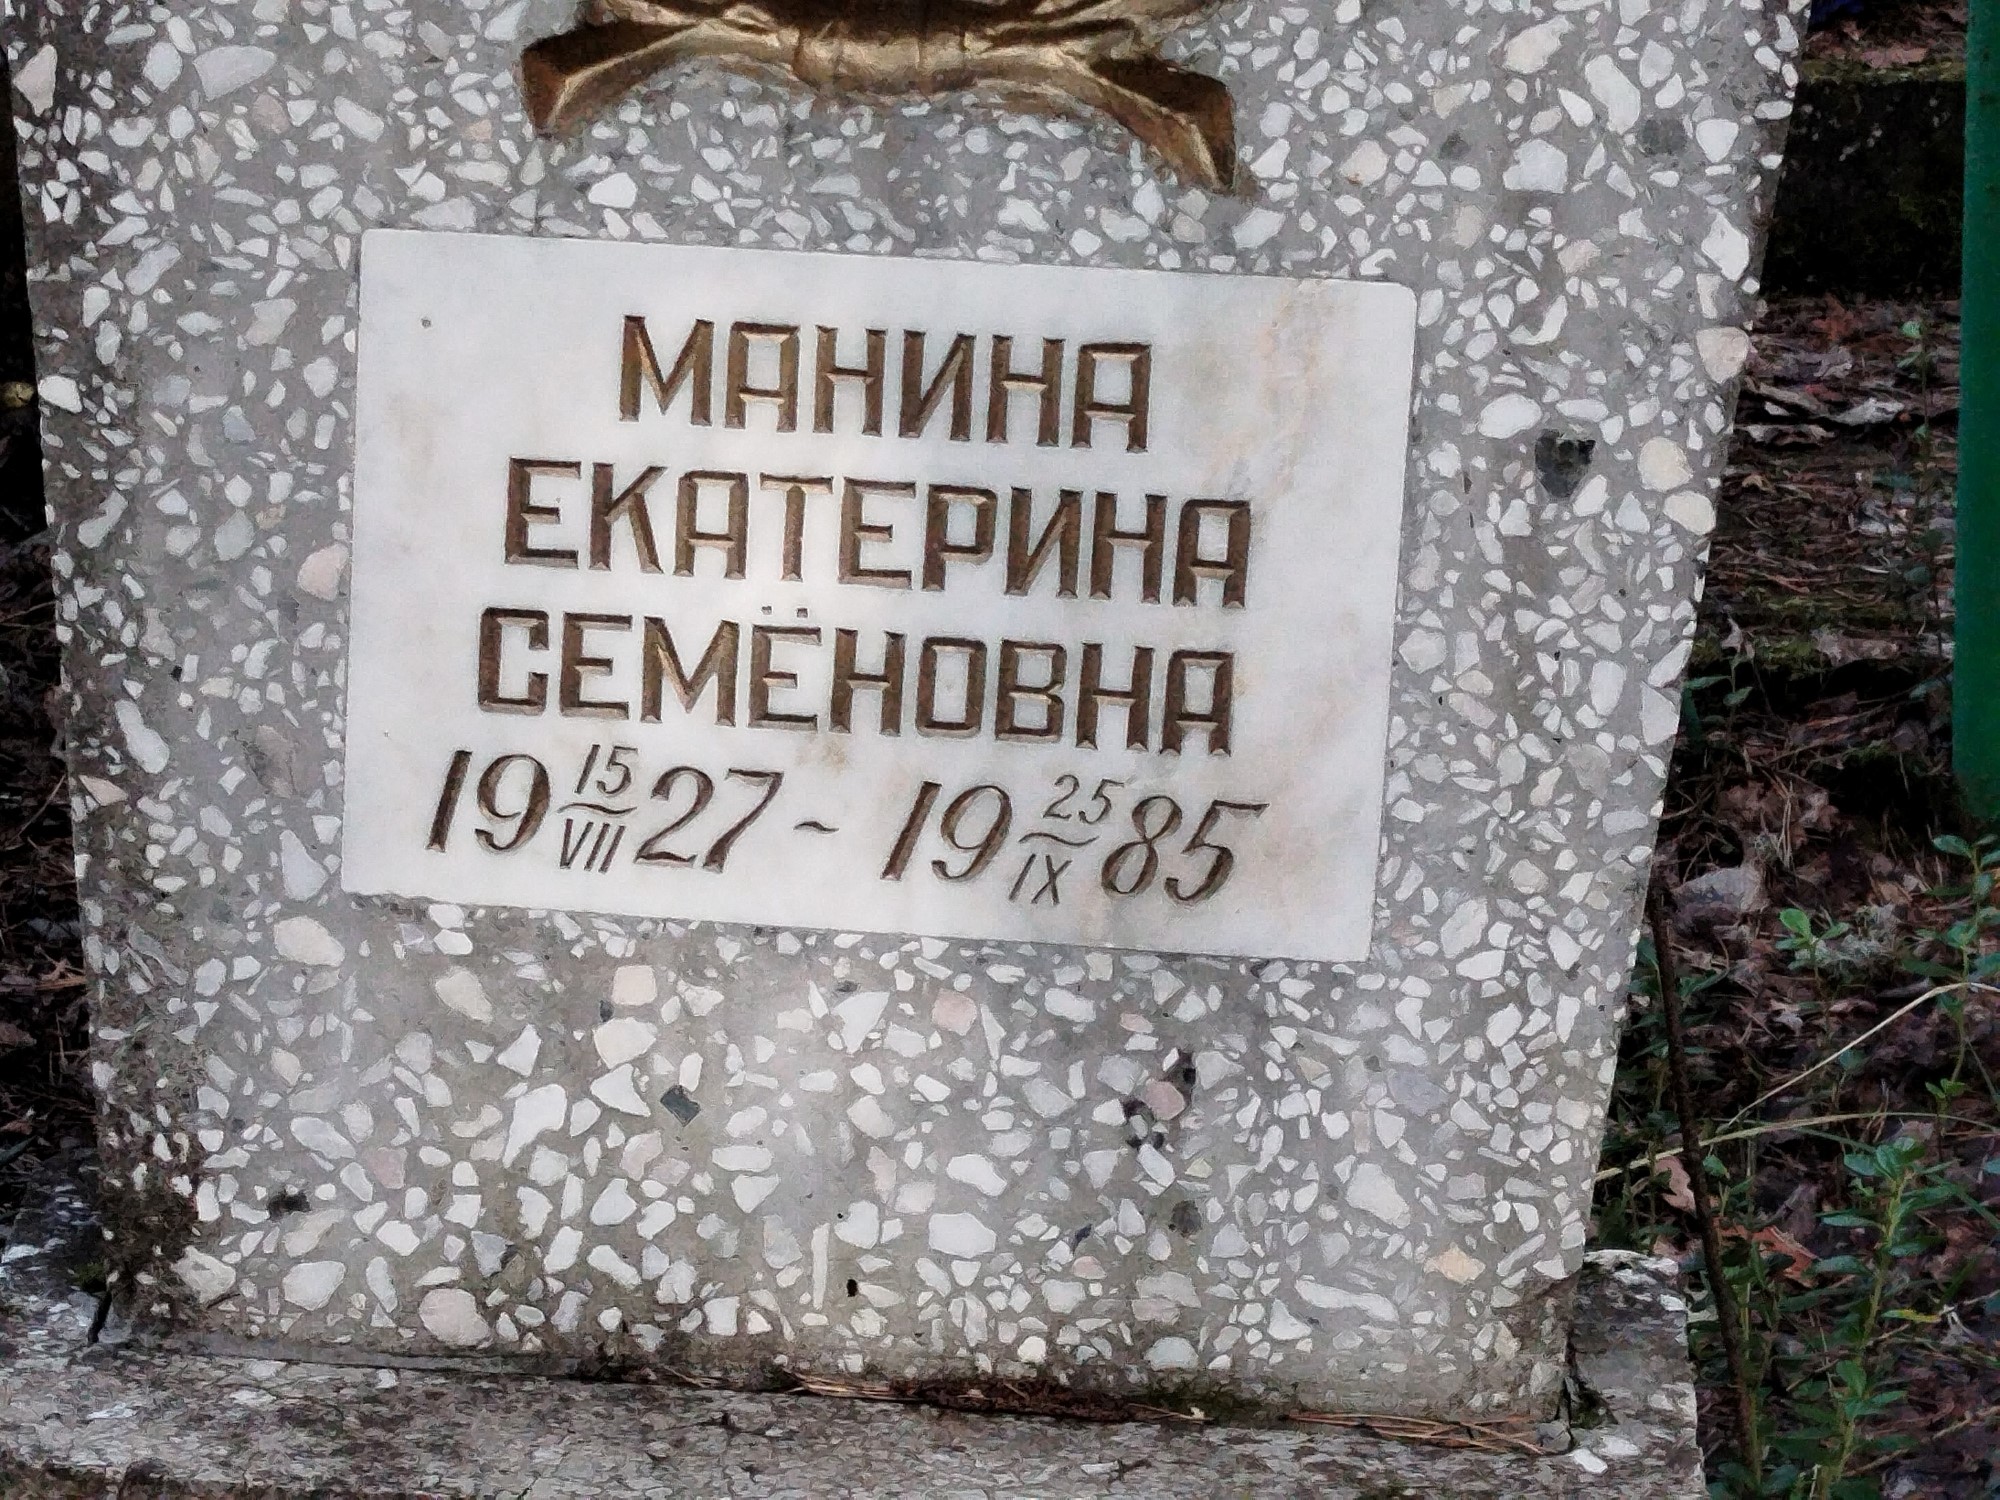 МАНИНА
ЕКАТЕРИНА
СЕМЁНОВНА
19 15/VII 27 - 19 25/IX 85